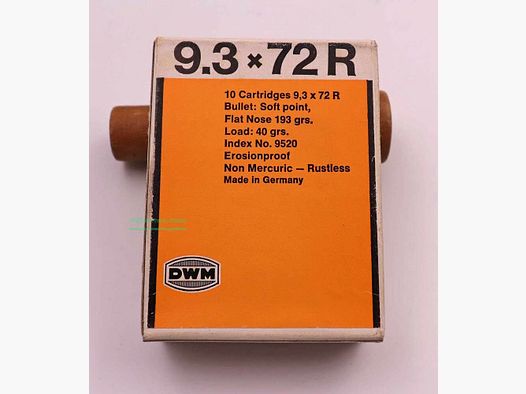 9.3 × 72 R
10 Cartridges 9,3 x 72 R
Bullet: Soft point,
Flat Nose 193 grs.
Load: 40 grs.
Index No. 9520
Erosionproof
Non Mercuric — Rustless
Made in Germany
DWM